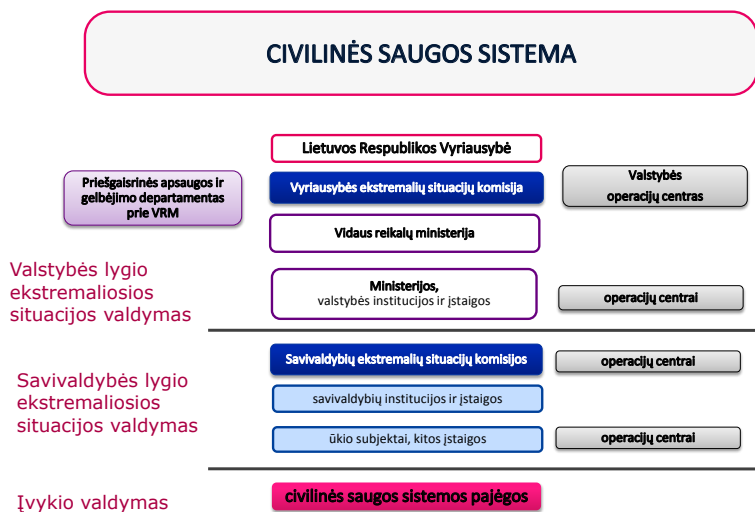 CIVILINĖS SAUGOS SISTEMA
Lietuvos Respublikos Vyriausybė
Priešgaisrinės apsaugos ir
gelbėjimo departamentas
prie VRM
Vyriausybės ekstremalių situacijų komisija
Valstybės
operacijų centras
Vidaus reikalų ministerija
Valstybės lygio
ekstremaliosios
situacijos valdymas
Ministerijos,
valstybės institucijos ir įstaigos
operacijų centrai
Savivaldybės lygio
ekstremaliosios
situacijos valdymas
Savivaldybių ekstremalių situacijų komisijos
operacijų centrai
savivaldybių institucijos ir įstaigos
ūkio subjektai, kitos įstaigos
operacijų centrai
Įvykio valdymas
civilinės saugos sistemos pajėgos